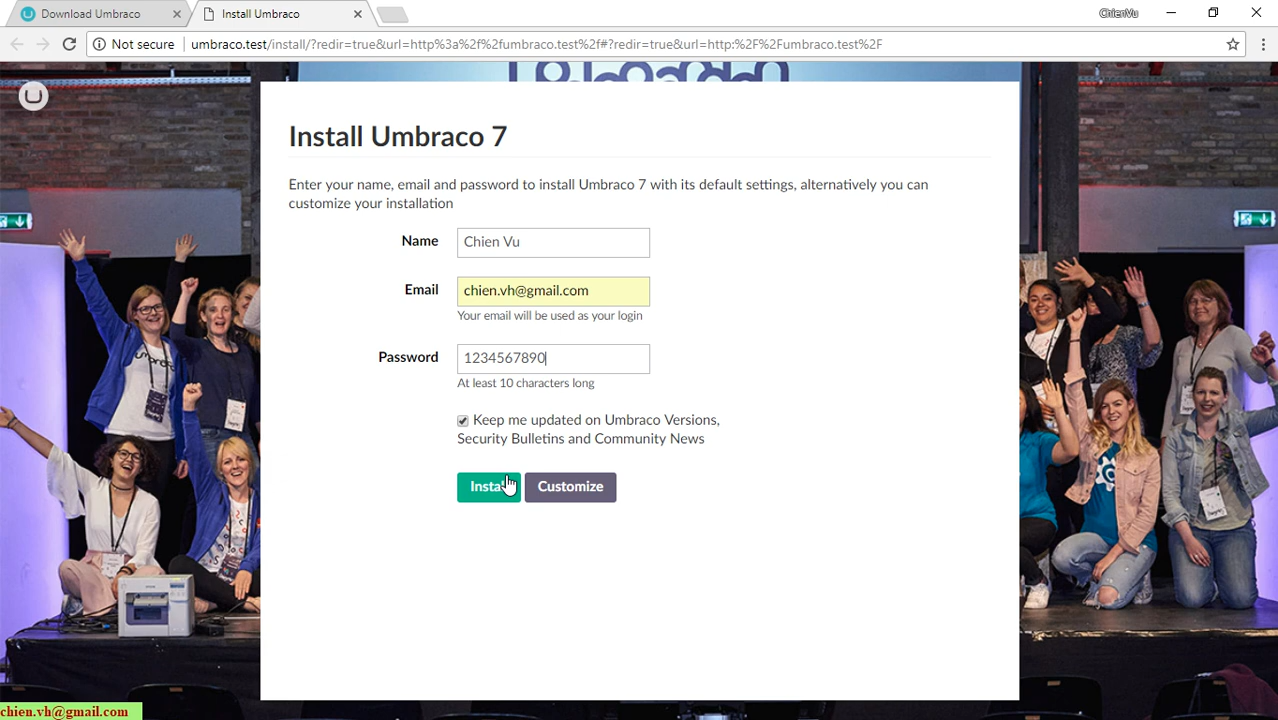 Download Umbraco
Install Umbraco
ChienVu
Not secure
umbraco.test/install/?redir=true&url=http%3a%2f%2fumbraco.test%2f#?redir=true&url=http:%2F%2Fumbraco.test%2F
Install Umbraco 7
Enter your name, email and password to install Umbraco 7 with its default settings, alternatively you can
customize your installation
Name
Chien Vu
Email
chien.vh@gmail.com
Your email will be used as your login
Password
1234567890
At least 10 characters long
Keep me updated on Umbraco Versions,
Security Bulletins and Community News
Install
Customize
chien.vh@gmail.com